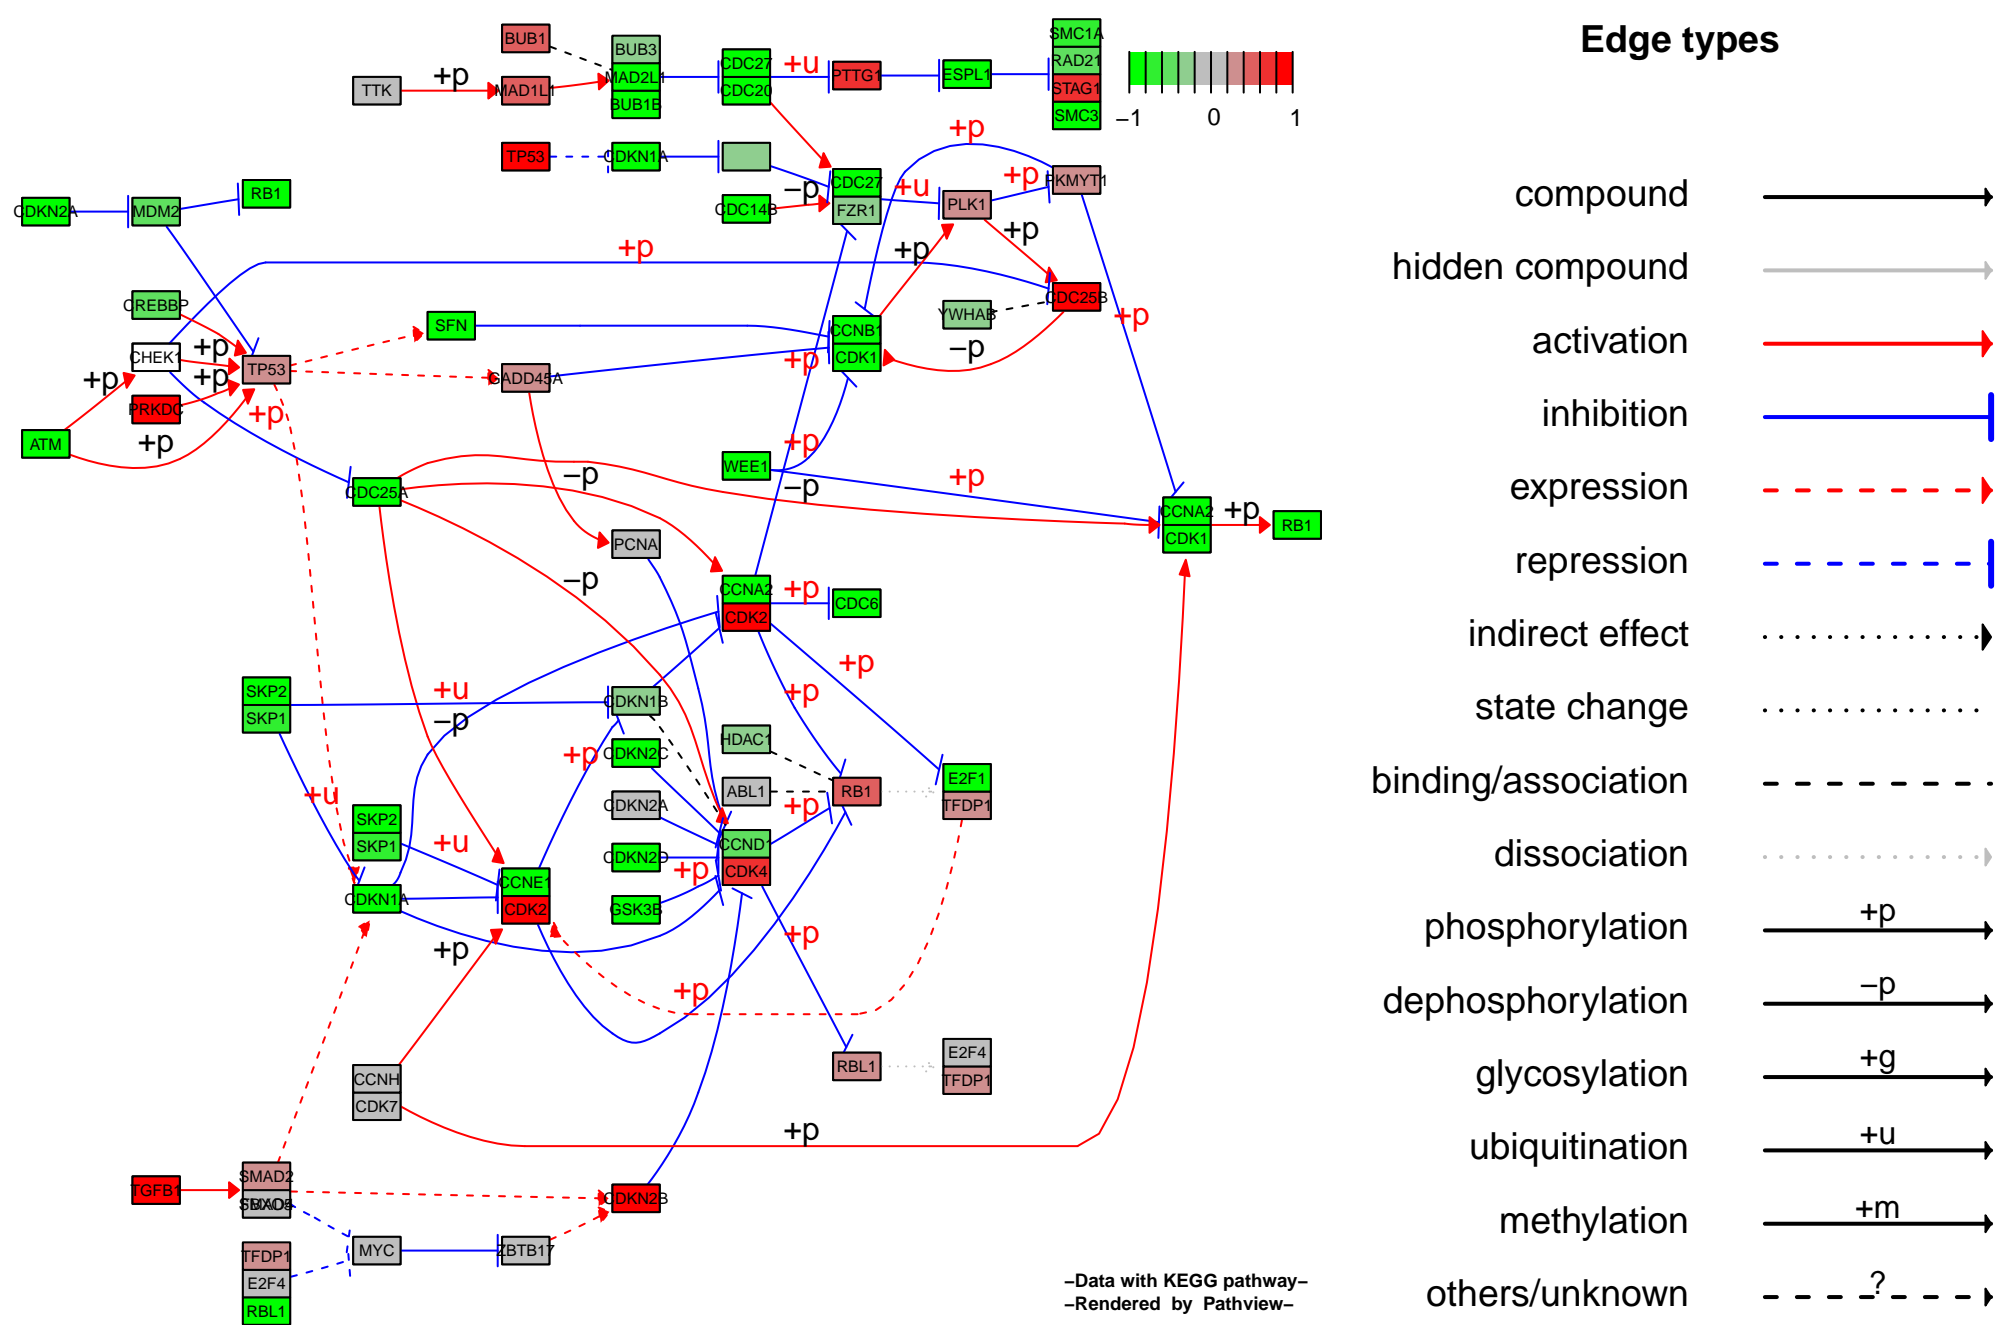 Edge types
BUB1
BUB3
SMC1A
TTK
+p
MAD1L1
MAD2L1
BUB1B
CDC27
CDC20
+u
PTTG1
ESPL1
RAD21
STAG1
SMC3
−1
0
1
TP53
CDKN1A
+p
PKMYT1
CDKN2A
MDM2
RB1
CDC14B
−p
CDC27
FZR1
+u
PLK1
+p
+p
+p
+p
CREBBP
SFN
CCNB1
CDK1
YWHAB
CDC25B
+p
CHEK1
+p
TP53
GADD45A
+p
−p
+p
+p
PRKDC
+p
ATM
+p
CDC25A
−p
WEE1
+p
−p
+p
CCNA2
CDK1
+p
RB1
PCNA
−p
CCNA2
CDK2
+p
CDC6
SKP2
SKP1
+u
−p
CDKN1B
+p
+p
CDKN2C
+p
HDAC1
ABL1
RB1
E2F1
TFDP1
+u
CDKN2A
+p
SKP2
SKP1
+u
CDKN2D
+p
CCND1
CDK4
CDKN1A
CCNE1
CDK2
GSK3B
+p
+p
+p
RBL1
E2F4
TFDP1
CCNH
CDK7
+p
TGFB1
SMAD2
CDKN2B
MYC
ZBTB17
TFDP1
E2F4
RBL1
−Data with KEGG pathway−
−Rendered by Pathview−
compound
hidden compound
activation
inhibition
expression
repression
indirect effect
state change
binding/association
dissociation
phosphorylation
+p
dephosphorylation
−p
glycosylation
+g
ubiquitination
+u
methylation
+m
others/unknown
?